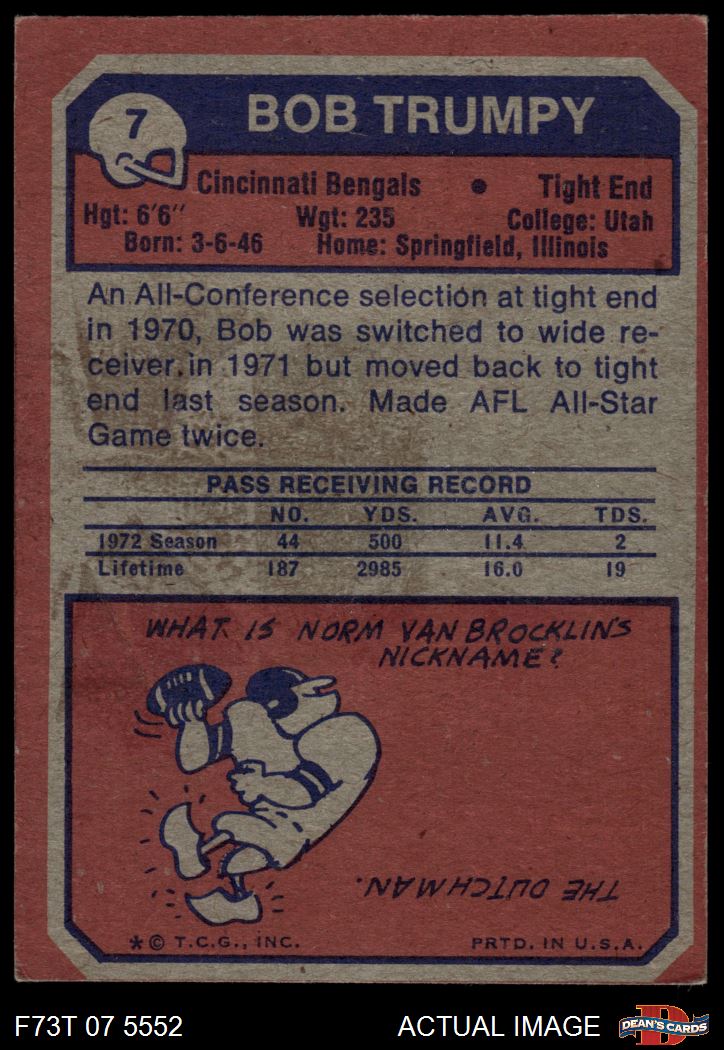 7
BOB TRUMPY
Cincinnati Bengals • Tight End
Hgt: 6'6" Wgt: 235 College: Utah
Born: 3-6-46 Home: Springfield, Illinois
An All-Conference selection at tight end
in 1970, Bob was switched to wide re-
ceiver in 1971 but moved back to tight
end last season. Made AFL All-Star
Game twice.
PASS RECEIVING RECORD
NO. YDS. AVG. TDS.
1972 Season 44 500 11.4 2
Lifetime 187 2985 16.0 19
WHAT IS NORM VAN BROCKLIN'S
NICKNAME?
THE DUTCHMAN.
* © T.C.G., INC. PRTD. IN U.S.A.
F73T 07 5552 ACTUAL IMAGE D DEAN'S CARDS